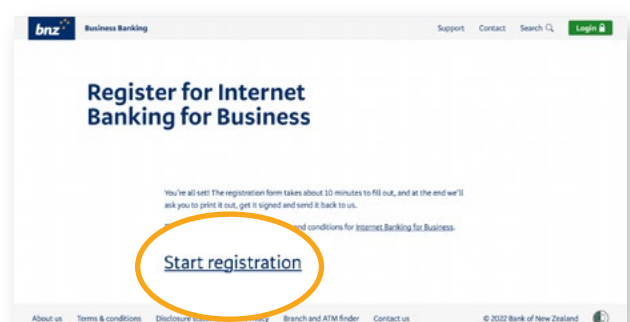 bnz Business Banking Support Contact Search Login
Register for Internet
Banking for Business
You're all set! The registration form takes about 10 minutes to fill out, and at the end we'll
ask you to print it out, get it signed and send it back to us.
and conditions for Internet Banking for Business.
Start registration
About us Terms & conditions Disclosure Branch and ATM finder Contact us © 2022 Bank of New Zealand